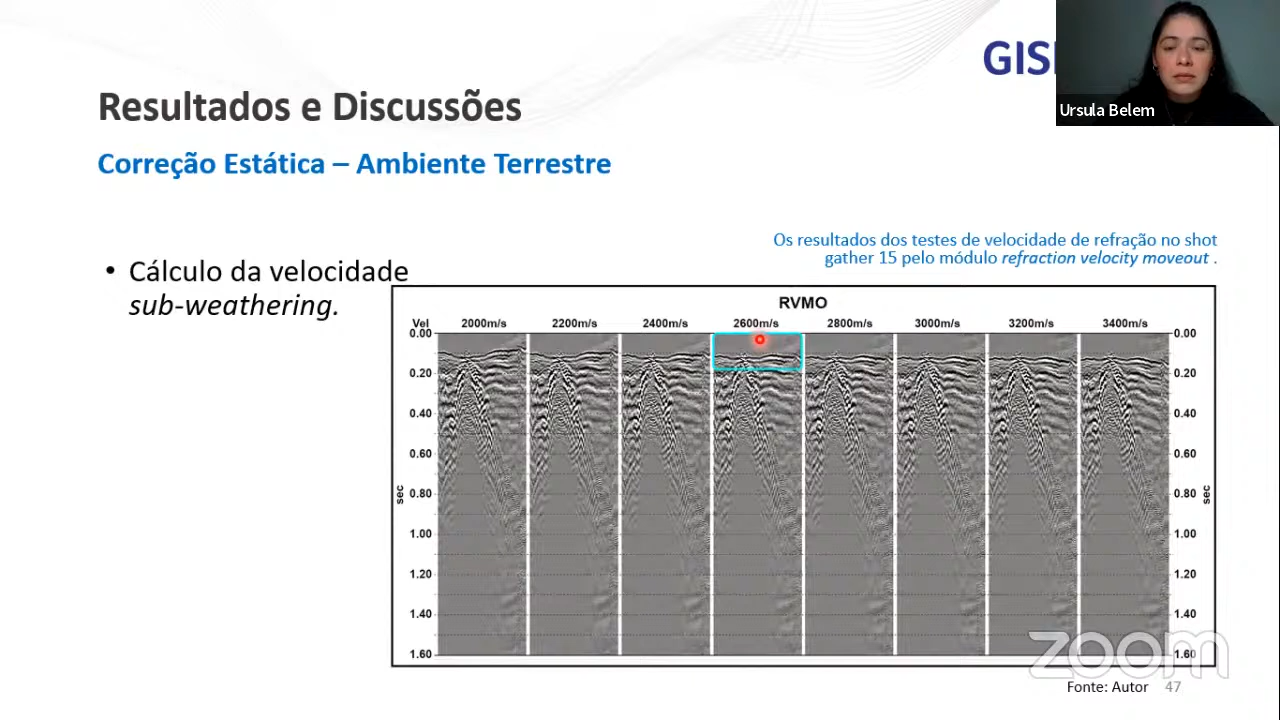 GIS
Ursula Belem
Resultados e Discussões
Correção Estática – Ambiente Terrestre
• Cálculo da velocidade
sub-weathering.
Os resultados dos testes de velocidade de refração no shot
gather 15 pelo módulo refraction velocity moveout .
RVMO
Vel 2000m/s 2200m/s 2400m/s 2600m/s 2800m/s 3000m/s 3200m/s 3400m/s
0.00 0.00
0.20 0.20
0.40 0.40
0.60 0.60
sec 0.80 0.80 sec
1.00 1.00
1.20 1.20
1.40 1.40
1.60 1.60
zoom
Fonte: Autor 47